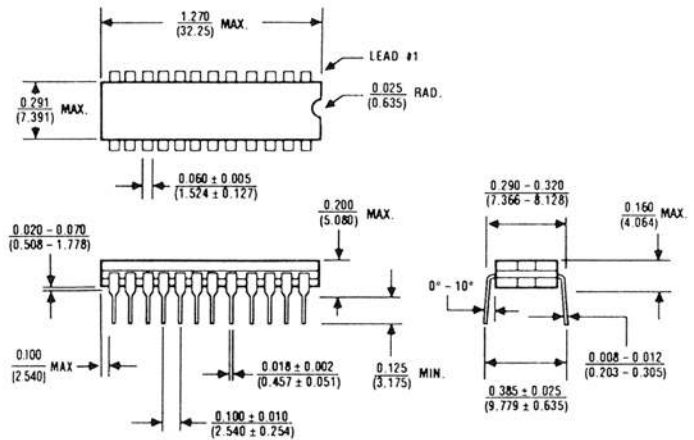 1.270
(32.25)
MAX.
LEAD #1
0.291
(7.391)
MAX.
0.025
(0.635)
RAD.
0.060 ± 0.005
(1.524 ± 0.127)
0.290 – 0.320
(7.366 – 8.128)
0.200
(5.080)
MAX.
0.160
(4.064)
MAX.
0.020 – 0.070
(0.508 – 1.778)
0° – 10°
0.100
(2.540)
MAX
0.018 ± 0.002
(0.457 ± 0.051)
0.125
(3.175)
MIN.
0.008 – 0.012
(0.203 – 0.305)
0.385 ± 0.025
(9.779 ± 0.635)
0.100 ± 0.010
(2.540 ± 0.254)